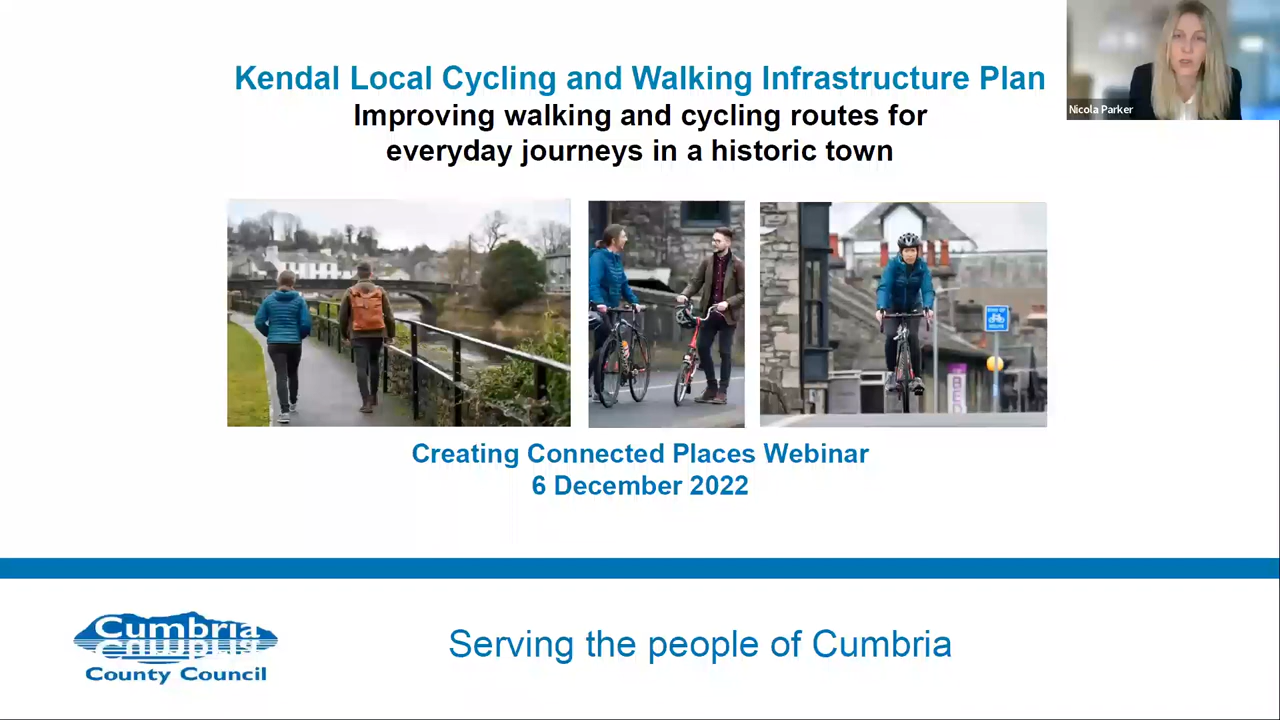 Kendal Local Cycling and Walking Infrastructure Plan
Improving walking and cycling routes for
everyday journeys in a historic town
Nicola Parker
Creating Connected Places Webinar
6 December 2022
Cumbria
County Council
Serving the people of Cumbria